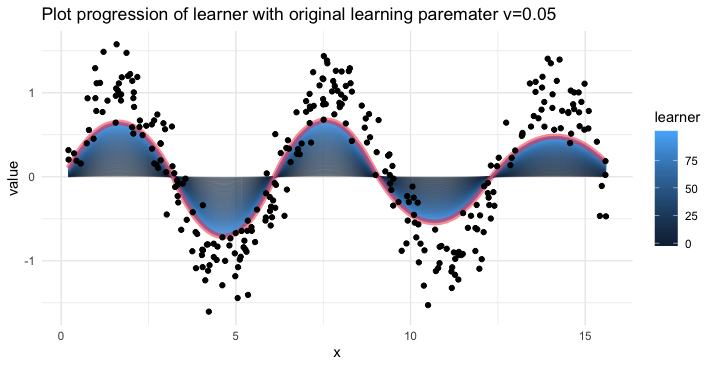 Plot progression of learner with original learning paremater v=0.05
1
0
-1
value
0
5
10
15
x
learner
75
50
25
0